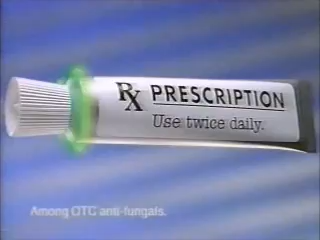 Rx PRESCRIPTION
Use twice daily.
Among OTC anti-fungals.